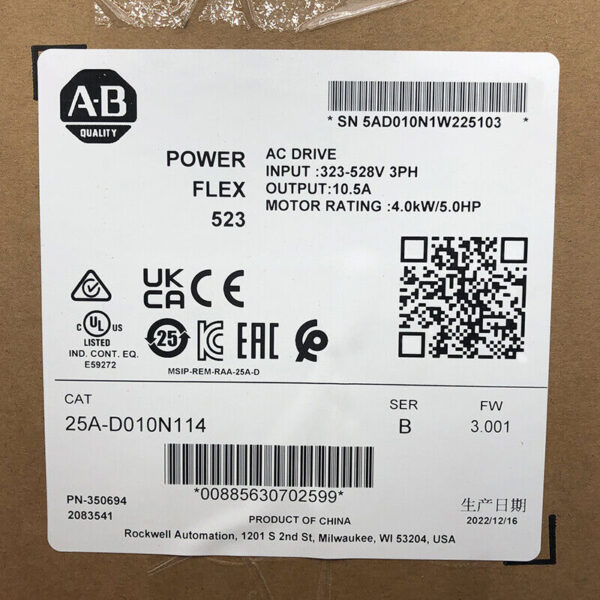 A-B
QUALITY
* SN 5AD010N1W225103 *
POWER
FLEX
523
AC DRIVE
INPUT :323-528V 3PH
OUTPUT:10.5A
MOTOR RATING :4.0kW/5.0HP
UK
CA
CE
C UL US
LISTED
IND. CONT. EQ.
E59272
25
EAC
MSIP-REM-RAA-25A-D
CAT
25A-D010N114
SER
B
FW
3.001
*00885630702599*
PN-350694
2083541
PRODUCT OF CHINA
Rockwell Automation, 1201 S 2nd St, Milwaukee, WI 53204, USA
生产日期
2022/12/16